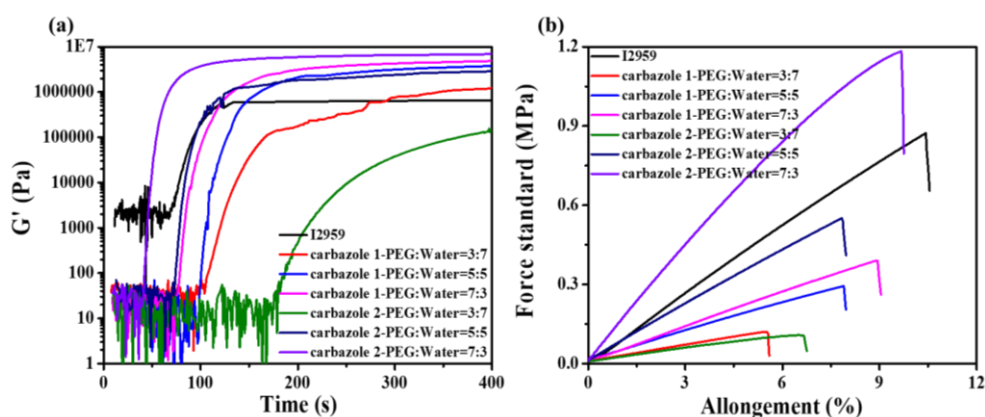 (a)
1E7
1000000
100000
10000
1000
100
10
1
G' (Pa)
I2959
carbazole 1-PEG:Water=3:7
carbazole 1-PEG:Water=5:5
carbazole 1-PEG:Water=7:3
carbazole 2-PEG:Water=3:7
carbazole 2-PEG:Water=5:5
carbazole 2-PEG:Water=7:3
0 100 200 300 400
Time (s)
(b)
1.2
0.9
0.6
0.3
0.0
Force standard (MPa)
I2959
carbazole 1-PEG:Water=3:7
carbazole 1-PEG:Water=5:5
carbazole 1-PEG:Water=7:3
carbazole 2-PEG:Water=3:7
carbazole 2-PEG:Water=5:5
carbazole 2-PEG:Water=7:3
0 3 6 9 12
Allongement (%)